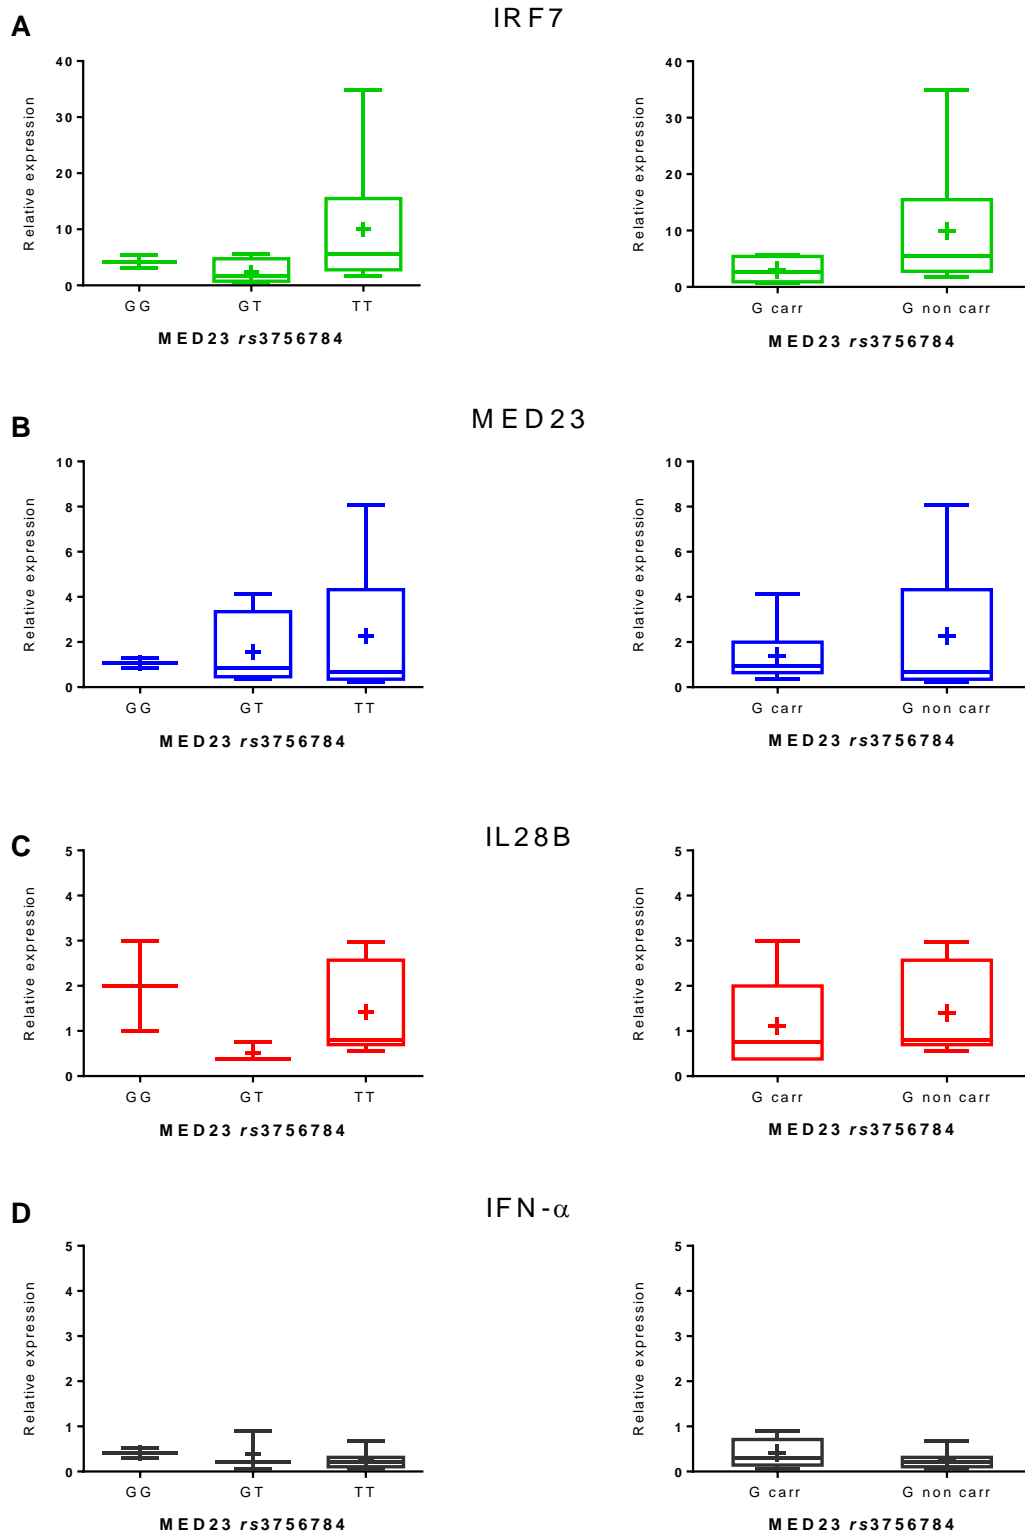 A
IRF7
Relative expression
40
30
20
10
0
GG GT TT
MED23 rs3756784
Relative expression
40
30
20
10
0
G carr G non carr
MED23 rs3756784
B
MED23
Relative expression
10
8
6
4
2
0
GG GT TT
MED23 rs3756784
Relative expression
10
8
6
4
2
0
G carr G non carr
MED23 rs3756784
C
IL28B
Relative expression
5
4
3
2
1
0
GG GT TT
MED23 rs3756784
Relative expression
5
4
3
2
1
0
G carr G non carr
MED23 rs3756784
D
IFN-α
Relative expression
5
4
3
2
1
0
GG GT TT
MED23 rs3756784
Relative expression
5
4
3
2
1
0
G carr G non carr
MED23 rs3756784